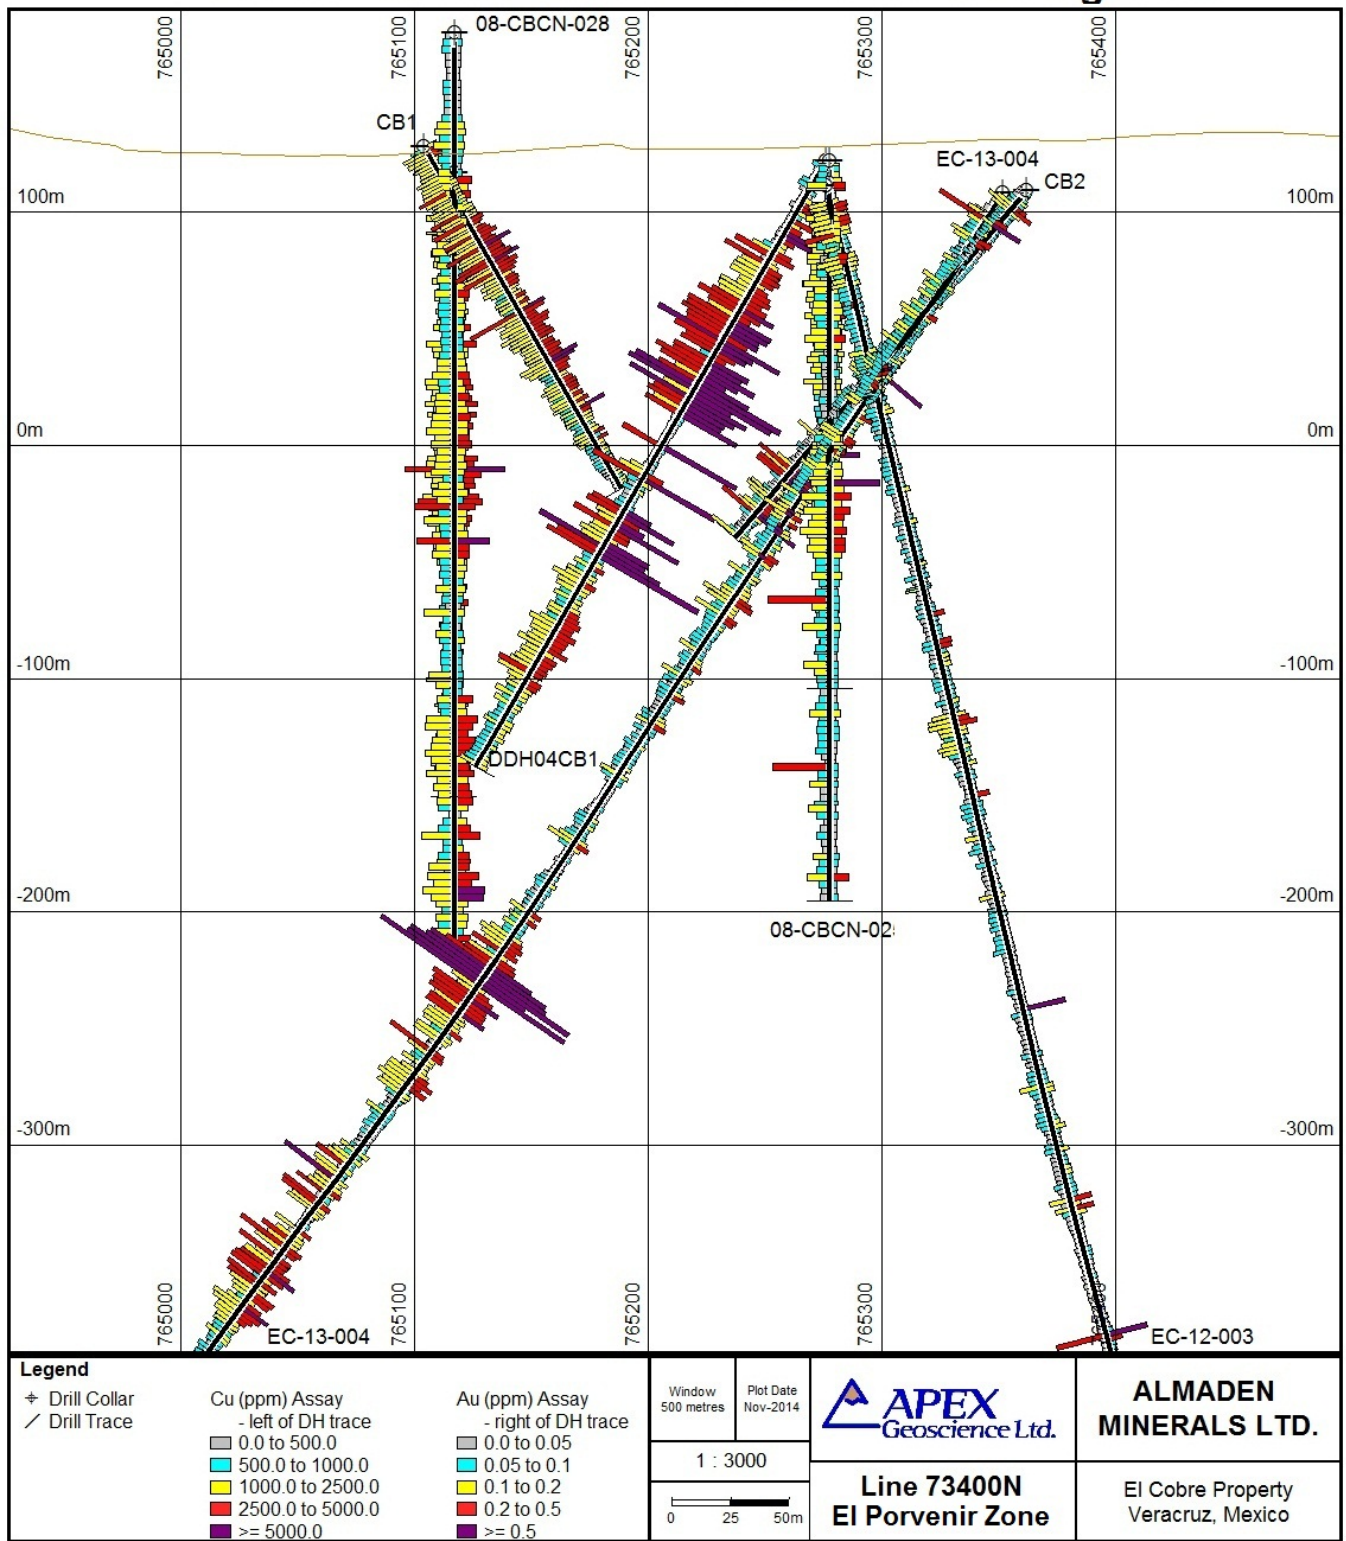 765000
765100
765200
765300
765400
08-CBCN-028
CB1
EC-13-004
CB2
100m
100m
0m
0m
DDH04CB1
-100m
-100m
-200m
-200m
08-CBCN-02
-300m
-300m
765000
765100
765200
765300
EC-13-004
EC-12-003
Legend
Drill Collar
Drill Trace
Cu (ppm) Assay
- left of DH trace
0.0 to 500.0
500.0 to 1000.0
1000.0 to 2500.0
2500.0 to 5000.0
>= 5000.0
Au (ppm) Assay
- right of DH trace
0.0 to 0.05
0.05 to 0.1
0.1 to 0.2
0.2 to 0.5
>= 0.5
Window
500 metres
Plot Date
Nov-2014
1 : 3000
0 25 50m
APEX
Geoscience Ltd.
Line 73400N
El Porvenir Zone
ALMADEN
MINERALS LTD.
El Cobre Property
Veracruz, Mexico